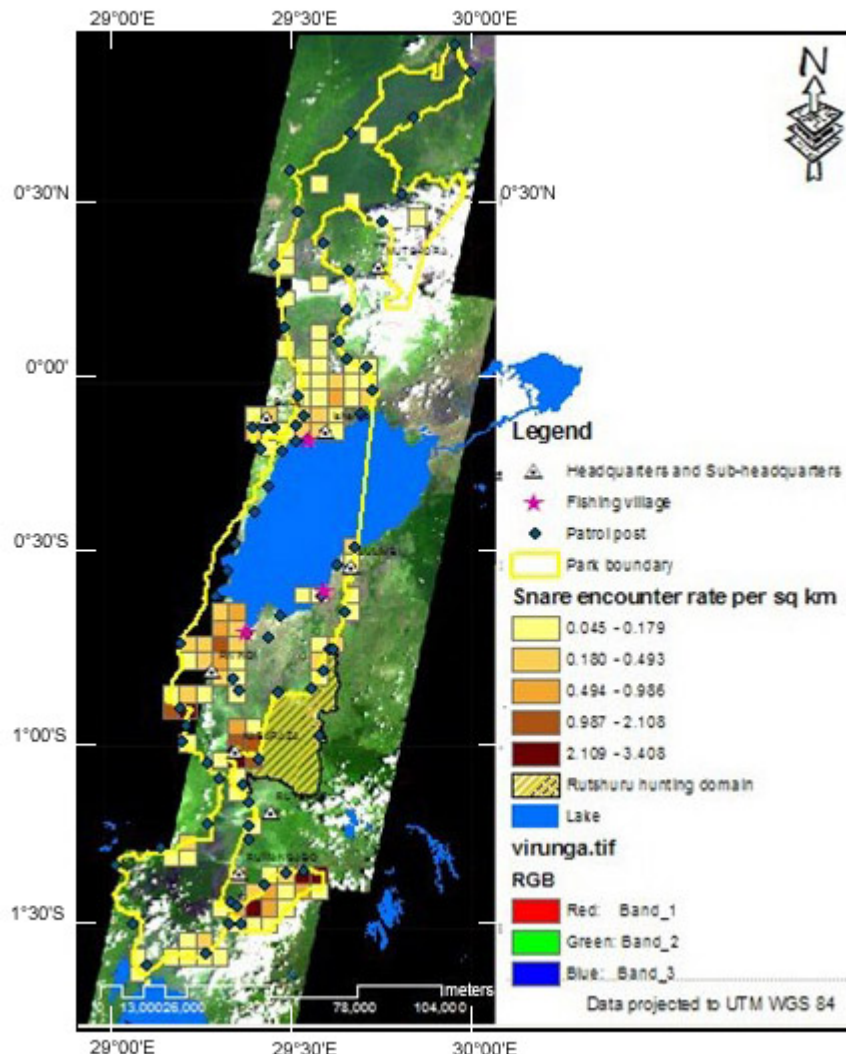 29°00'E 29°30'E 30°00'E
N
0°30'N 0°30'N
0°00'
Legend
Headquarters and Sub-headquarters
Fishing village
Patrol post
0°30'S
Park boundary
Snare encounter rate per sq km
0.045 - 0.179
0.180 - 0.493
0.494 - 0.986
0.987 - 2.108
1°00'S
2.109 - 3.408
Rutshuru hunting domain
Lake
virunga.tif
RGB
1°30'S
Red: Band_1
Green: Band_2
Blue: Band_3
meters
13,000 26,000 78,000 104,000
Data projected to UTM WGS 84
29°00'E 29°30'E 30°00'E